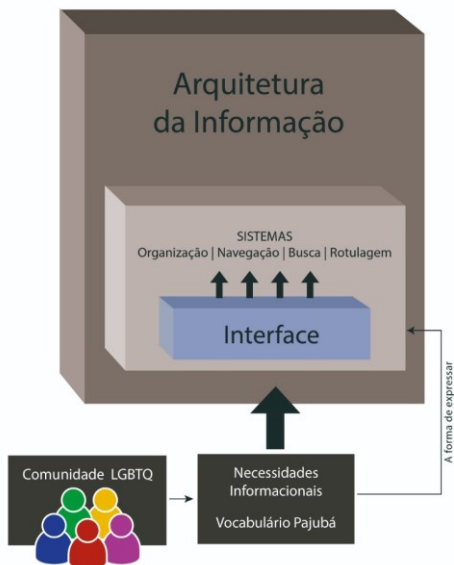 Arquitetura
da Informação
SISTEMAS
Organização | Navegação | Busca | Rotulagem
Interface
Comunidade LGBTQ
Necessidades
Informacionais
Vocabulário Pajubá
A forma de expressar